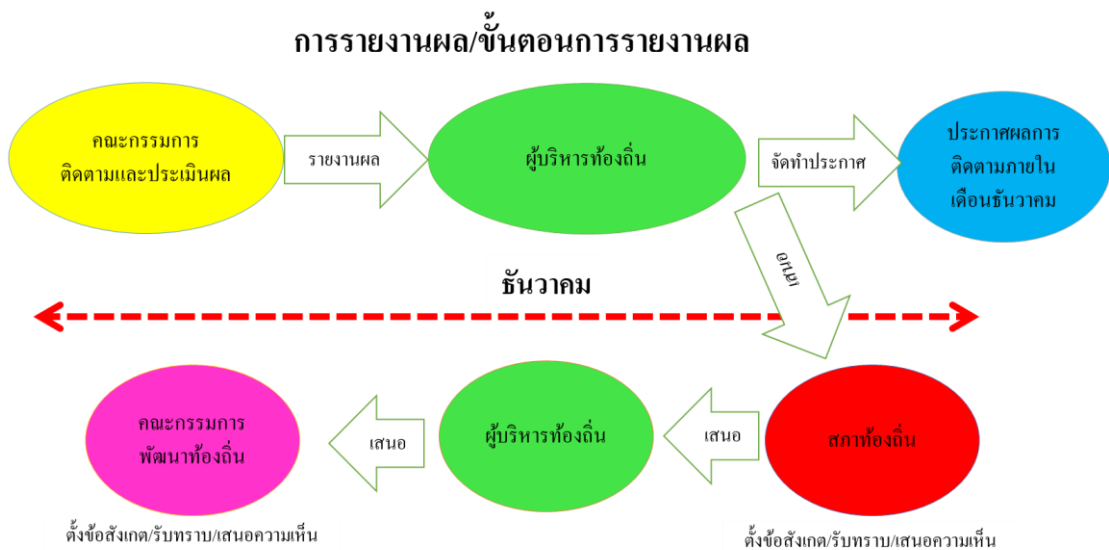 การรายงานผล/ขั้นตอนการรายงานผล
คณะกรรมการ
ติดตามและประเมินผล
รายงานผล
ผู้บริหารท้องถิ่น
จัดทำประกาศ
ประกาศผลการ
ติดตามภายใน
เดือนธันวาคม
เสนอ
ธันวาคม
คณะกรรมการ
พัฒนาท้องถิ่น
เสนอ
ผู้บริหารท้องถิ่น
เสนอ
สภาท้องถิ่น
ตั้งข้อสังเกต/รับทราบ/เสนอความเห็น
ตั้งข้อสังเกต/รับทราบ/เสนอความเห็น